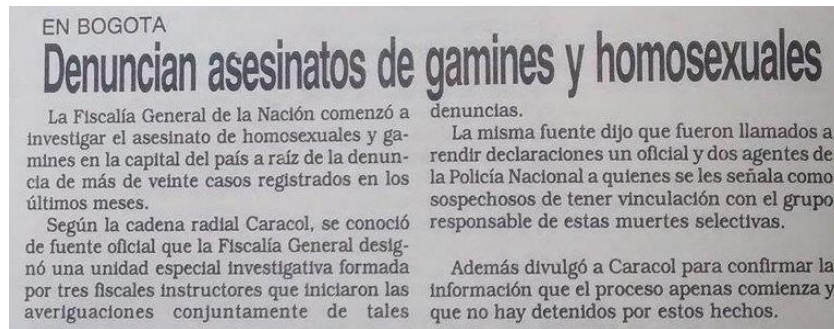 EN BOGOTA
Denuncian asesinatos de gamines y homosexuales
La Fiscalía General de la Nación comenzó a
investigar el asesinato de homosexuales y ga-
mines en la capital del país a raíz de la denun-
cia de más de veinte casos registrados en los
últimos meses.
Según la cadena radial Caracol, se conoció
de fuente oficial que la Fiscalía General desig-
nó una unidad especial investigativa formada
por tres fiscales instructores que iniciaron las
averiguaciones conjuntamente de tales
denuncias.
La misma fuente dijo que fueron llamados a
rendir declaraciones un oficial y dos agentes de
la Policía Nacional a quienes se les señala como
sospechosos de tener vinculación con el grupo
responsable de estas muertes selectivas.
Además divulgó a Caracol para confirmar la
información que el proceso apenas comienza y
que no hay detenidos por estos hechos.